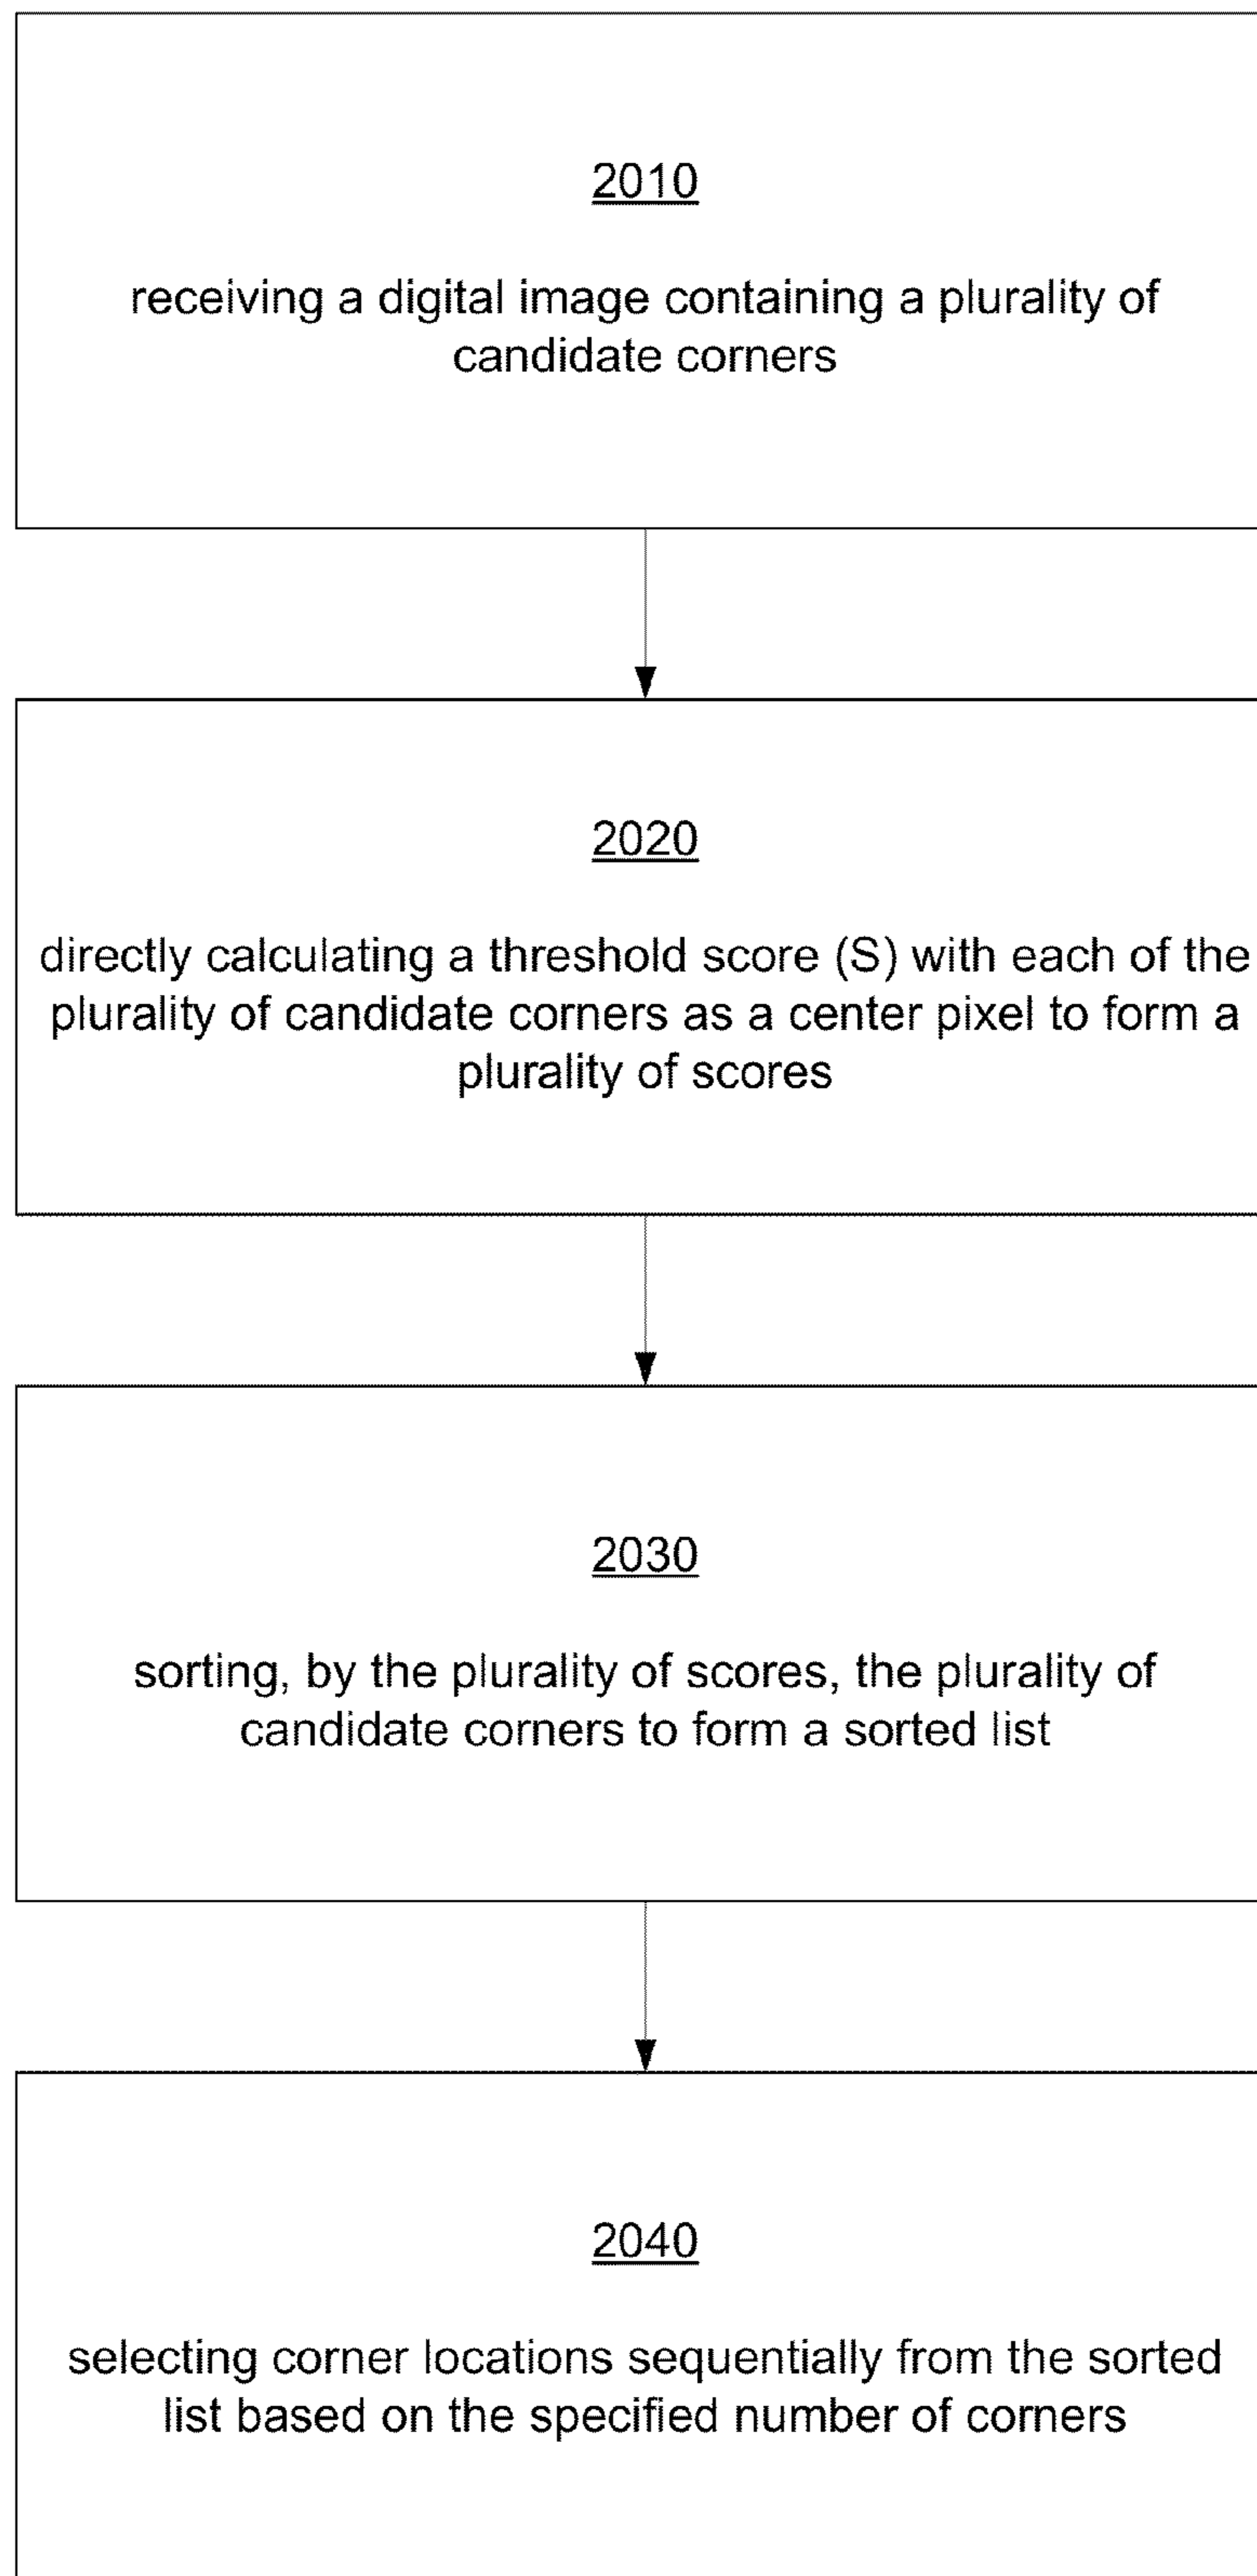 2010
receiving a digital image containing a plurality of
candidate corners
2020
directly calculating a threshold score (S) with each of the
plurality of candidate corners as a center pixel to form a
plurality of scores
2030
sorting, by the plurality of scores, the plurality of
candidate corners to form a sorted list
2040
selecting corner locations sequentially from the sorted
list based on the specified number of corners